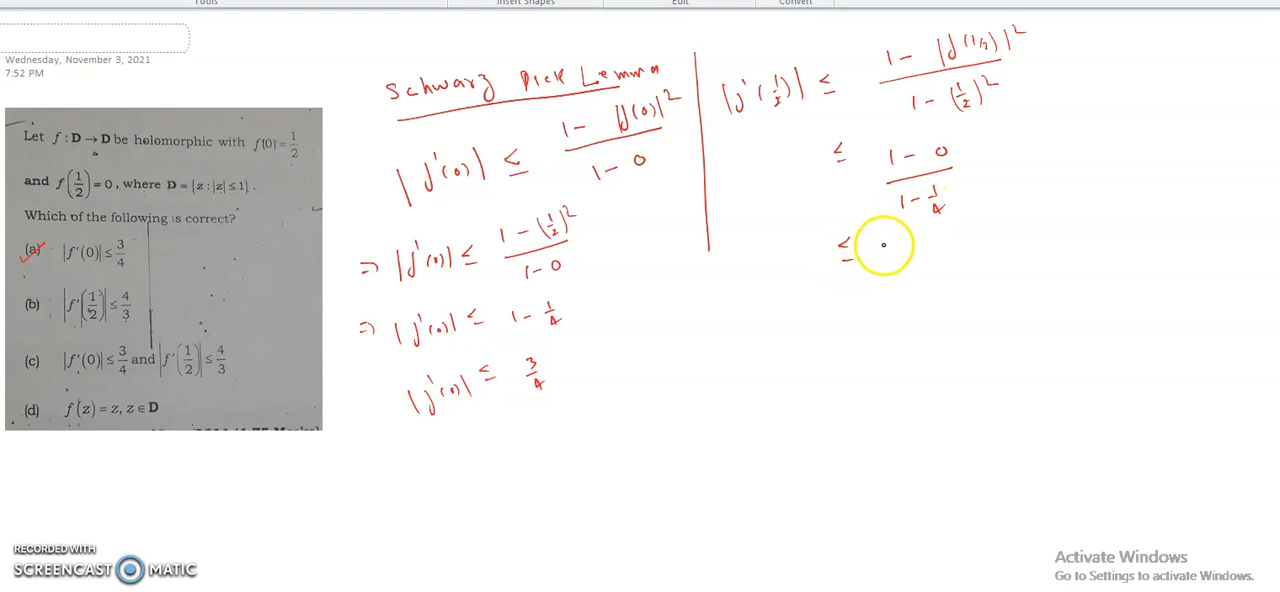 Tools Insert Shapes Edit Convert
Wednesday, November 3, 2021
7:52 PM
Let f : D → D be holomorphic with f(0) = 1/2
and f(1/2) = 0, where D = {z : |z| ≤ 1}.
Which of the following is correct?
(a) |f'(0)| ≤ 3/4
(b) |f'(1/2)| ≤ 4/3
(c) |f'(0)| ≤ 3/4 and |f'(1/2)| ≤ 4/3
(d) f(z) = z, z ∈ D
Schwarz Pick Lemma
|f'(0)| ≤ (1 - |f(0)|²)/(1 - 0)
⇒ |f'(0)| ≤ (1 - (1/2)²)/(1 - 0)
⇒ |f'(0)| ≤ 1 - 1/4
|f'(0)| ≤ 3/4
|f'(1/2)| ≤ (1 - |f(1/2)|²)/(1 - (1/2)²)
≤ (1 - 0)/(1 - 1/4)
≤
RECORDED WITH
SCREENCAST MATIC
Activate Windows
Go to Settings to activate Windows.